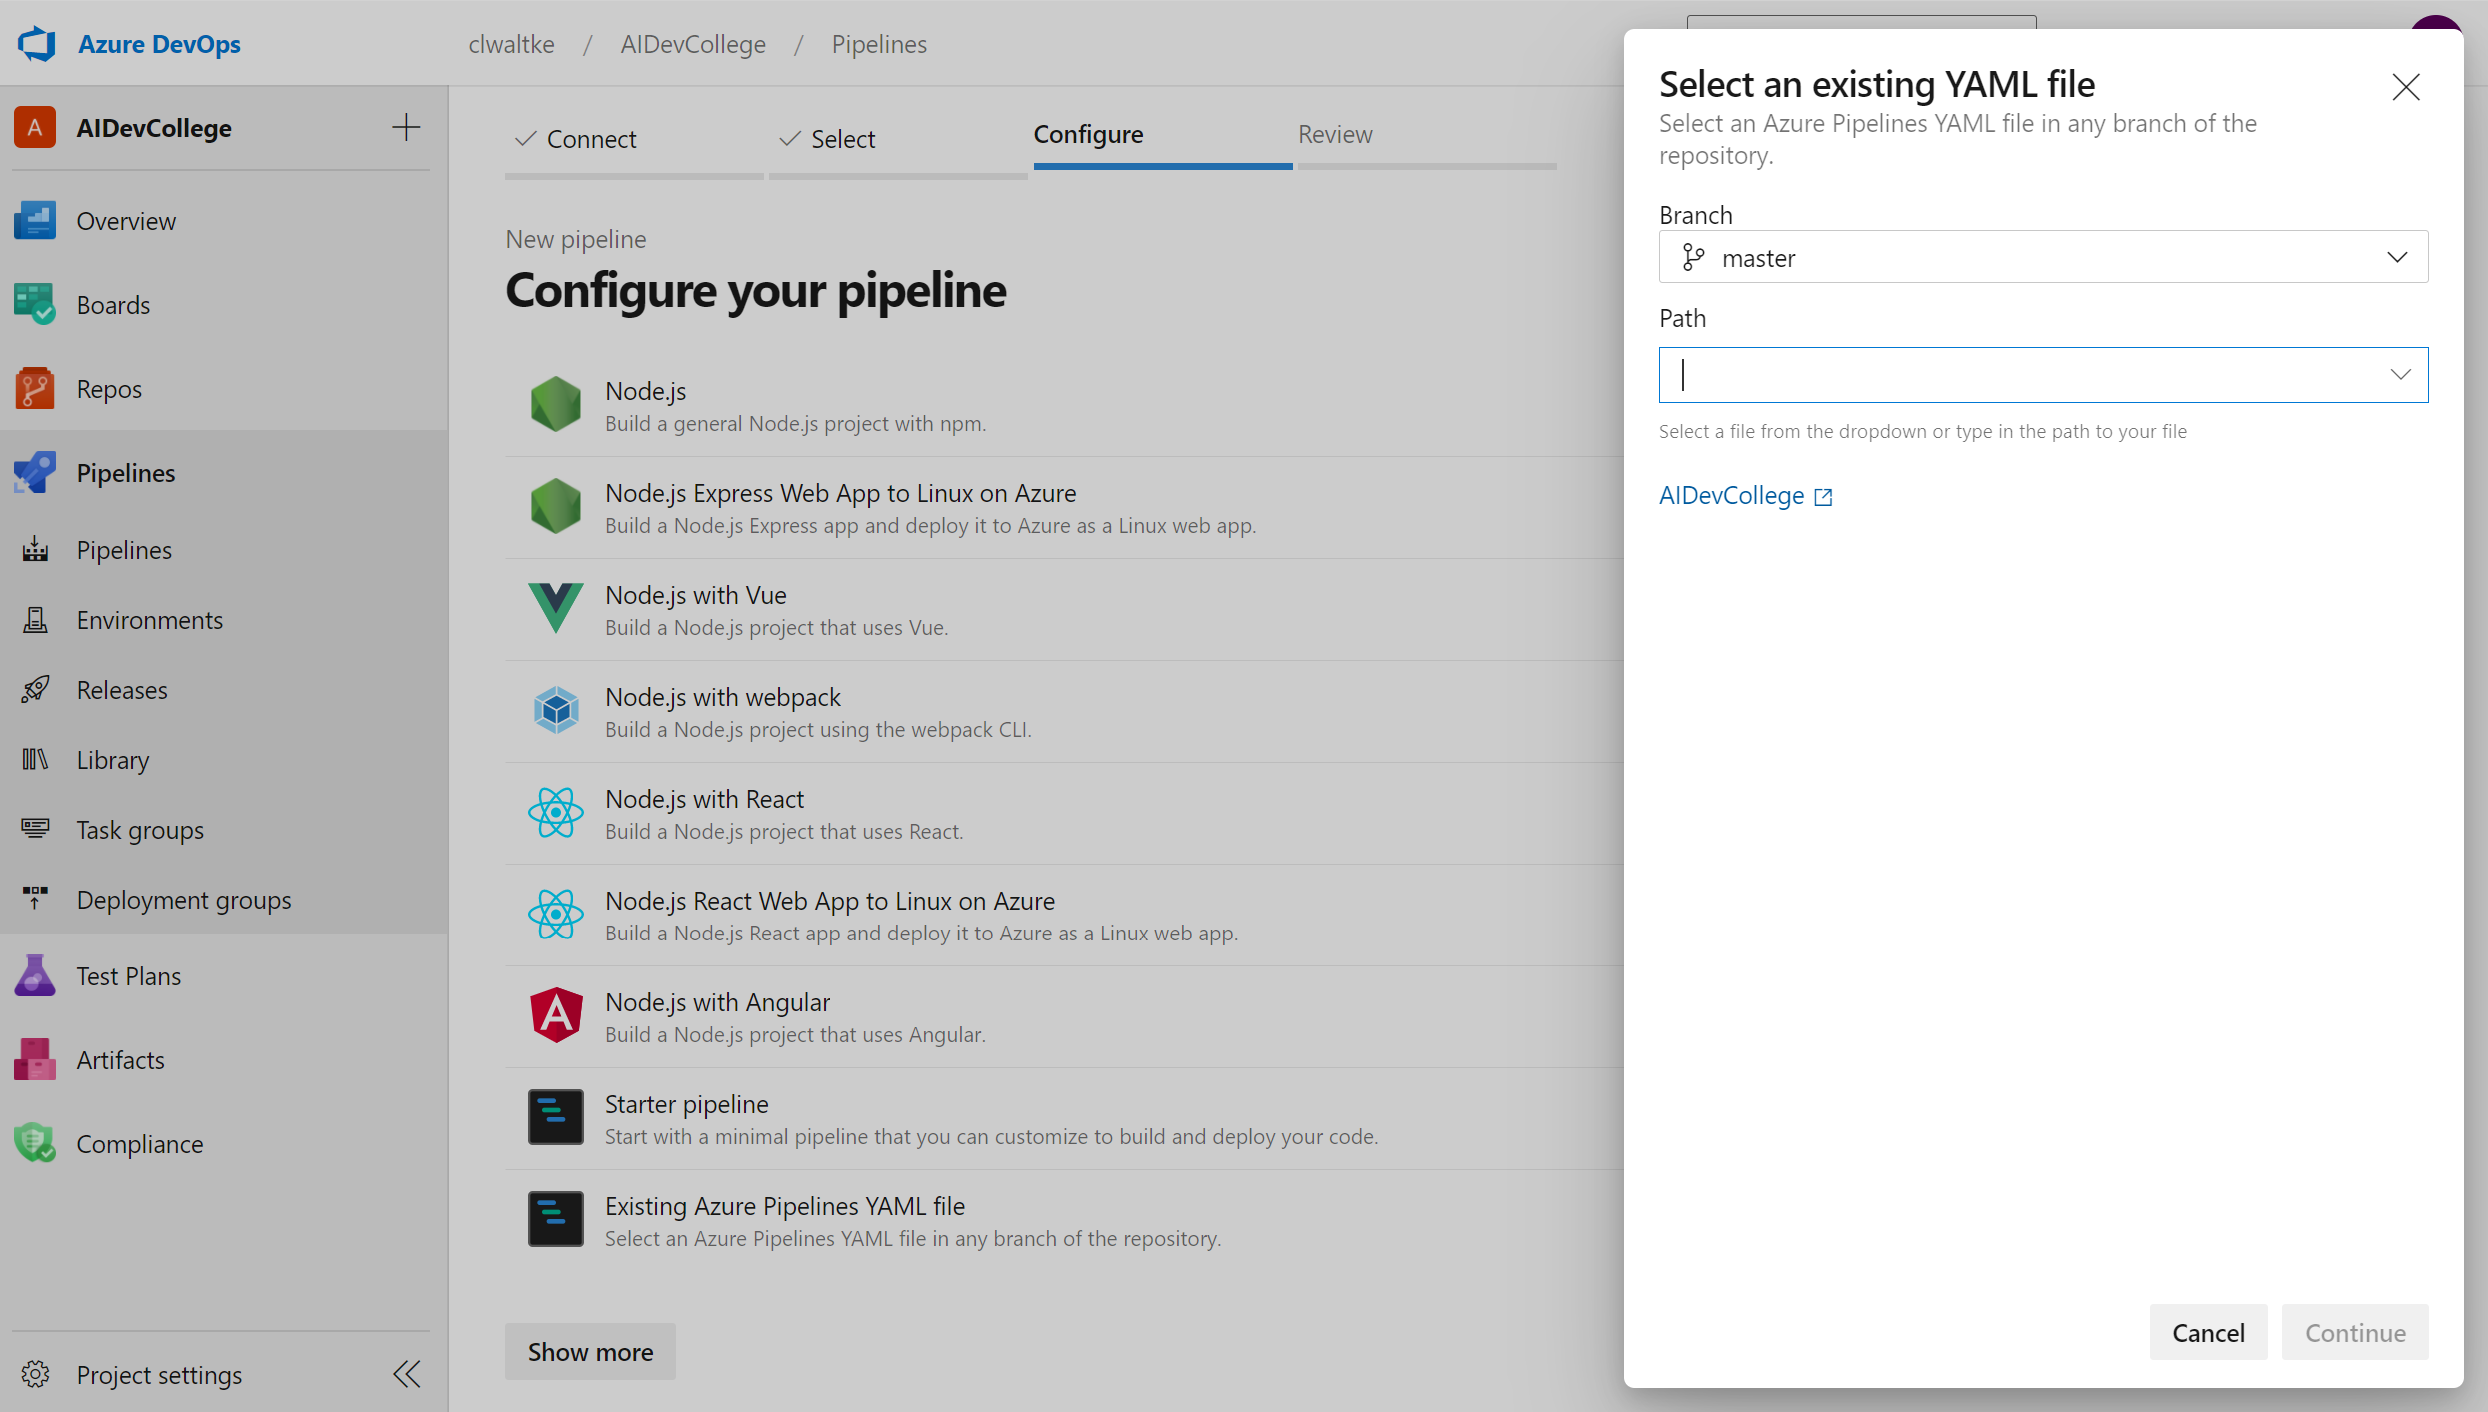 Azure DevOps
clwaltke / AIDevCollege / Pipelines
A AIDevCollege
Overview
Boards
Repos
Pipelines
Pipelines
Environments
Releases
Library
Task groups
Deployment groups
Test Plans
Artifacts
Compliance
Project settings
Connect
Select
Configure
Review
New pipeline
Configure your pipeline
Node.js
Build a general Node.js project with npm.
Node.js Express Web App to Linux on Azure
Build a Node.js Express app and deploy it to Azure as a Linux web app.
Node.js with Vue
Build a Node.js project that uses Vue.
Node.js with webpack
Build a Node.js project using the webpack CLI.
Node.js with React
Build a Node.js project that uses React.
Node.js React Web App to Linux on Azure
Build a Node.js React app and deploy it to Azure as a Linux web app.
Node.js with Angular
Build a Node.js project that uses Angular.
Starter pipeline
Start with a minimal pipeline that you can customize to build and deploy your code.
Existing Azure Pipelines YAML file
Select an Azure Pipelines YAML file in any branch of the repository.
Show more
Select an existing YAML file
Select an Azure Pipelines YAML file in any branch of the
repository.
Branch
master
Path
Select a file from the dropdown or type in the path to your file
AIDevCollege
Cancel
Continue